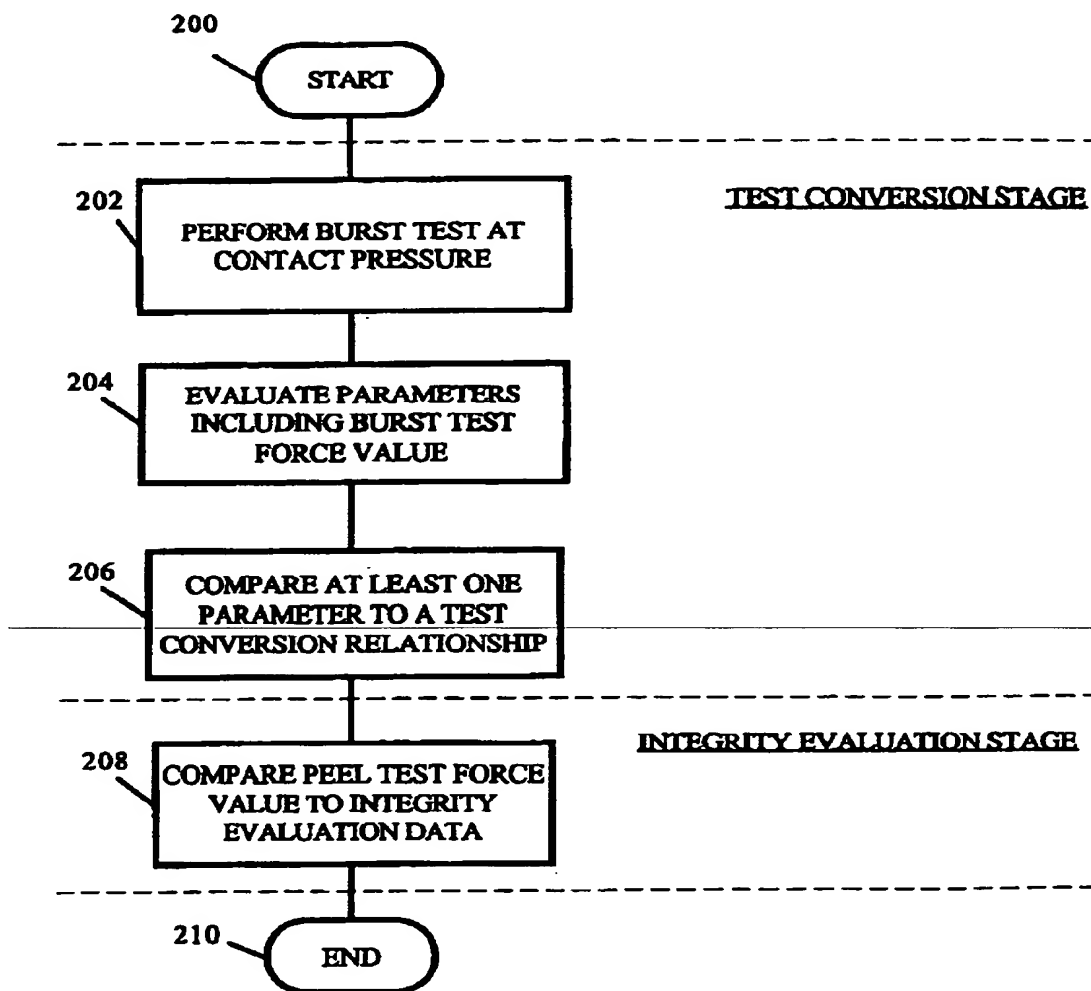 200
START
TEST CONVERSION STAGE
202
PERFORM BURST TEST AT
CONTACT PRESSURE
204
EVALUATE PARAMETERS
INCLUDING BURST TEST
FORCE VALUE
206
COMPARE AT LEAST ONE
PARAMETER TO A TEST
CONVERSION RELATIONSHIP
INTEGRITY EVALUATION STAGE
208
COMPARE PEEL TEST FORCE
VALUE TO INTEGRITY
EVALUATION DATA
210
END